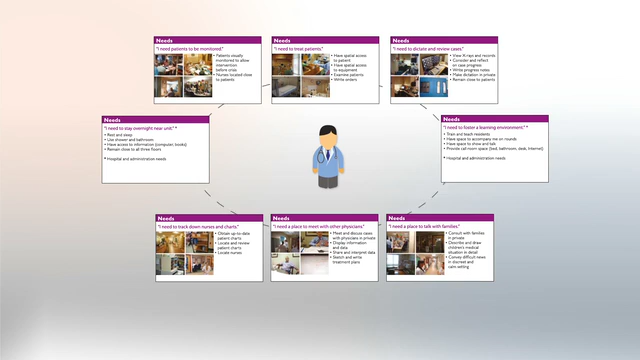 Needs
"I need patients to be monitored."
• Patients visually
monitored to allow
intervention
before crisis
• Nurses located close
to patients
Needs
"I need to treat patients."
• Have spatial access
to patient
• Have spatial access
to equipment
• Examine patients
• Write orders
Needs
"I need to dictate and review cases."
• View X-rays and records
• Consider and reflect
on case progress
• Write progress notes
• Make dictation in private
• Remain close to patients
Needs
"I need to stay overnight near unit." *
• Rest and sleep
• Use shower and bathroom
• Have access to information (computer, books)
• Remain close to all three floors
* Hospital and administration needs
Needs
"I need to foster a learning environment." *
• Train and teach residents
• Have space to accompany me on rounds
• Have space to show and talk
• Provide call room space (bed, bathroom, desk, Internet).
* Hospital and administration needs
Needs
"I need to track down nurses and charts."
• Obtain up-to-date
patient charts
• Locate and review
patient charts
• Locate nurses
Needs
"I need a place to meet with other physicians."
• Meet and discuss cases
with physicians in private
• Display information
and data
• Share and interpret data
• Sketch and write
treatment plans
Needs
"I need a place to talk with families."
• Consult with families
in private
• Describe and draw
children's medical
situation in detail
• Convey difficult news
in discreet and
calm setting